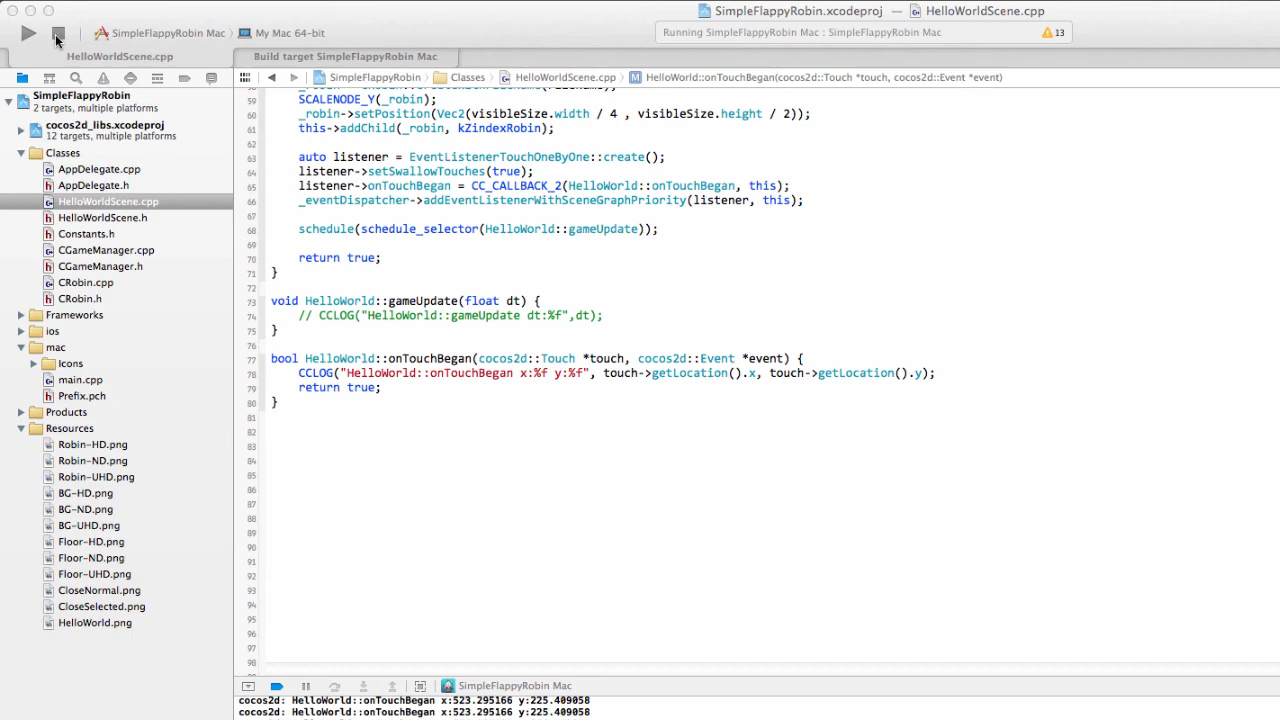 SimpleFlappyRobin.xcodeproj — HelloWorldScene.cpp
SimpleFlappyRobin Mac My Mac 64-bit
Running SimpleFlappyRobin Mac : SimpleFlappyRobin Mac
13
HelloWorldScene.cpp
Build target SimpleFlappyRobin Mac
SimpleFlappyRobin Classes HelloWorldScene.cpp HelloWorld::onTouchBegan(cocos2d::Touch *touch, cocos2d::Event *event)
SimpleFlappyRobin
2 targets, multiple platforms
cocos2d_libs.xcodeproj
12 targets, multiple platforms
Classes
AppDelegate.cpp
AppDelegate.h
HelloWorldScene.cpp
HelloWorldScene.h
Constants.h
CGameManager.cpp
CGameManager.h
CRobin.cpp
CRobin.h
Frameworks
ios
mac
Icons
main.cpp
Prefix.pch
Products
Resources
Robin-HD.png
Robin-ND.png
Robin-UHD.png
BG-HD.png
BG-ND.png
BG-UHD.png
Floor-HD.png
Floor-ND.png
Floor-UHD.png
CloseNormal.png
CloseSelected.png
HelloWorld.png
59 SCALENODE_Y(_robin);
60 _robin->setPosition(Vec2(visibleSize.width / 4 , visibleSize.height / 2));
61 this->addChild(_robin, kZindexRobin);
62
63 auto listener = EventListenerTouchOneByOne::create();
64 listener->setSwallowTouches(true);
65 listener->onTouchBegan = CC_CALLBACK_2(HelloWorld::onTouchBegan, this);
66 _eventDispatcher->addEventListenerWithSceneGraphPriority(listener, this);
67
68 schedule(schedule_selector(HelloWorld::gameUpdate));
69
70 return true;
71 }
72
73 void HelloWorld::gameUpdate(float dt) {
74 // CCLOG("HelloWorld::gameUpdate dt:%f",dt);
75 }
76
77 bool HelloWorld::onTouchBegan(cocos2d::Touch *touch, cocos2d::Event *event) {
78 CCLOG("HelloWorld::onTouchBegan x:%f y:%f", touch->getLocation().x, touch->getLocation().y);
79 return true;
80 }
81
82
83
84
85
86
87
88
89
90
91
92
93
94
95
96
97
98
SimpleFlappyRobin Mac
cocos2d: HelloWorld::onTouchBegan x:523.295166 y:225.409058
cocos2d: HelloWorld::onTouchBegan x:523.295166 y:225.409058